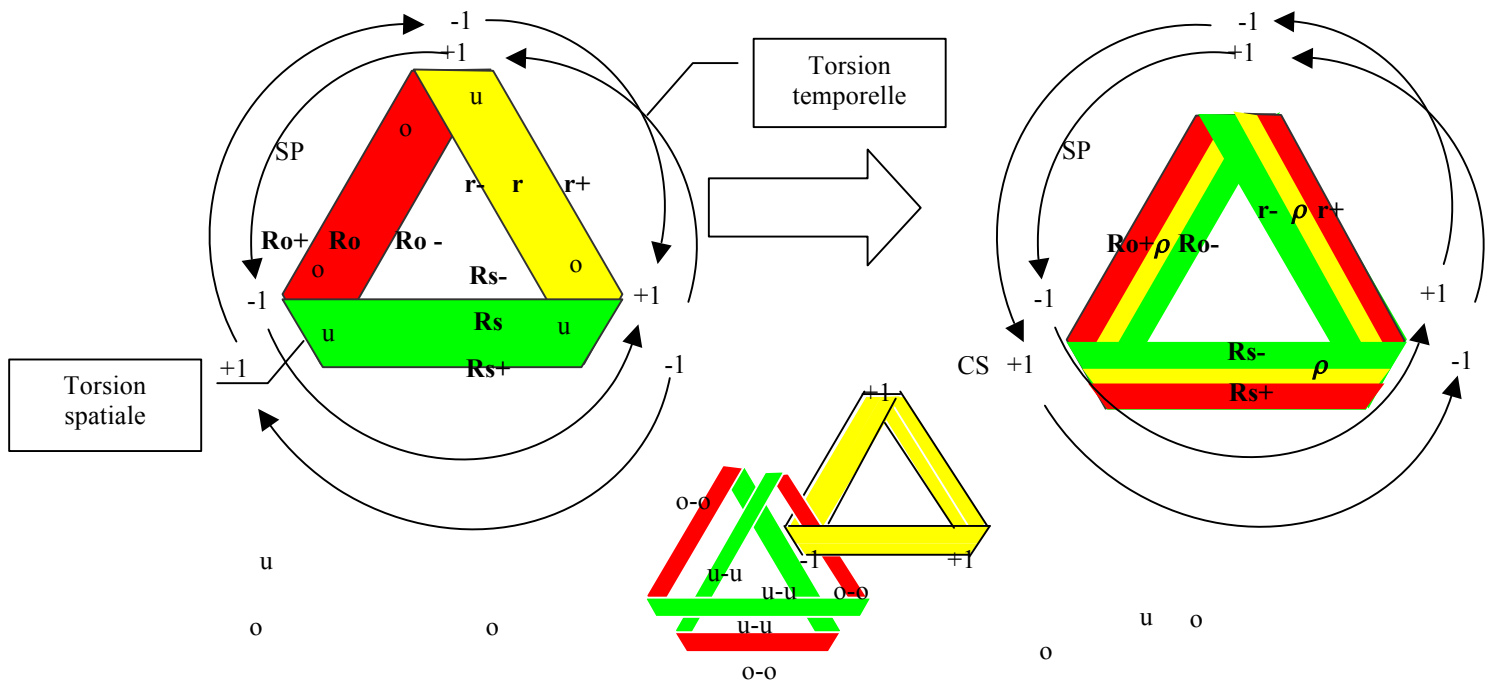 -1
+1
Torsion
temporelle
u
o
SP
r-
r
r+
Ro+
Ro
Ro -
o
o
Rs-
-1
+1
Rs
u
u
Rs+
+1
-1
Torsion
spatiale
-1
+1
SP
r-
ρ
r+
Ro+
ρ
Ro-
-1
+1
Rs-
ρ
Rs+
CS
+1
-1
+1
-1
+1
o-o
u-u
u-u
o-o
u-u
o-o
u
o
o
u
o
o